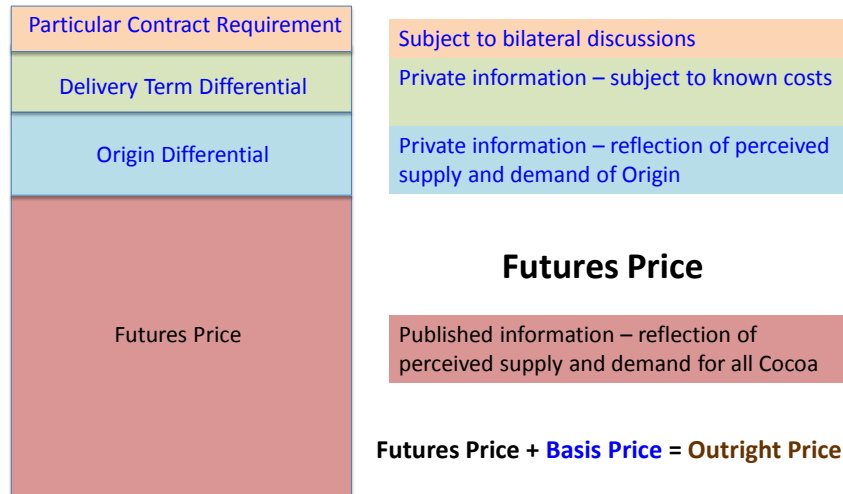 Particular Contract Requirement
Subject to bilateral discussions
Delivery Term Differential
Private information – subject to known costs
Origin Differential
Private information – reflection of perceived
supply and demand of Origin
Futures Price
Futures Price
Published information – reflection of
perceived supply and demand for all Cocoa
Futures Price + Basis Price = Outright Price